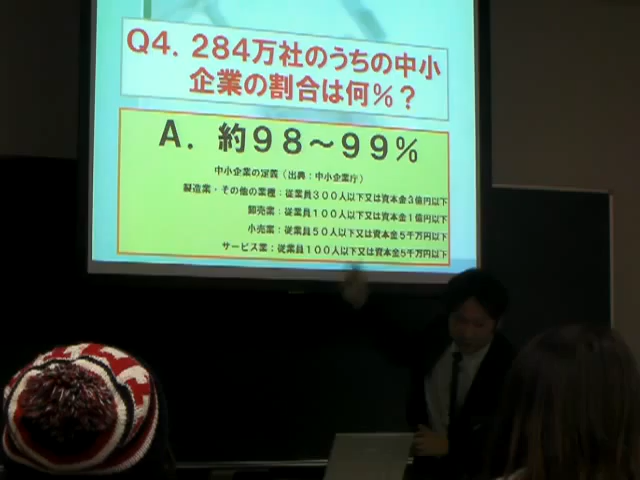 Q4. 284万社のうちの中小
企業の割合は何%?
A. 約98~99%
中小企業の定義(出典:中小企業庁)
製造業・その他の業種:従業員300人以下又は資本金3億円以下
卸売業:従業員100人以下又は資本金1億円以下
小売業:従業員50人以下又は資本金5千万円以下
サービス業:従業員100人以下又は資本金5千万円以下